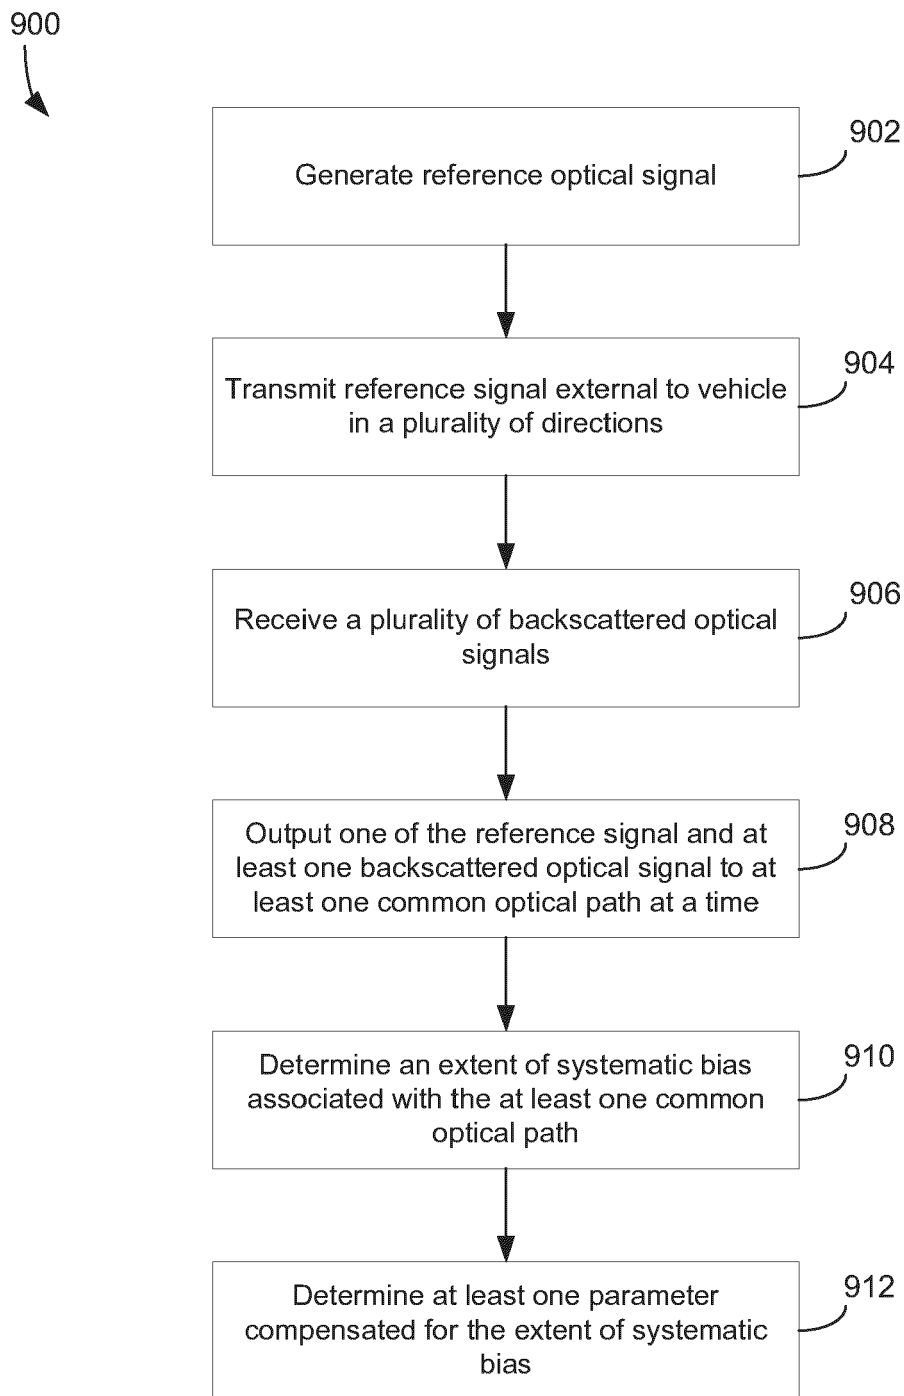 900
902
Generate reference optical signal
904
Transmit reference signal external to vehicle
in a plurality of directions
906
Receive a plurality of backscattered optical
signals
908
Output one of the reference signal and at
least one backscattered optical signal to at
least one common optical path at a time
910
Determine an extent of systematic bias
associated with the at least one common
optical path
912
Determine at least one parameter
compensated for the extent of systematic
bias